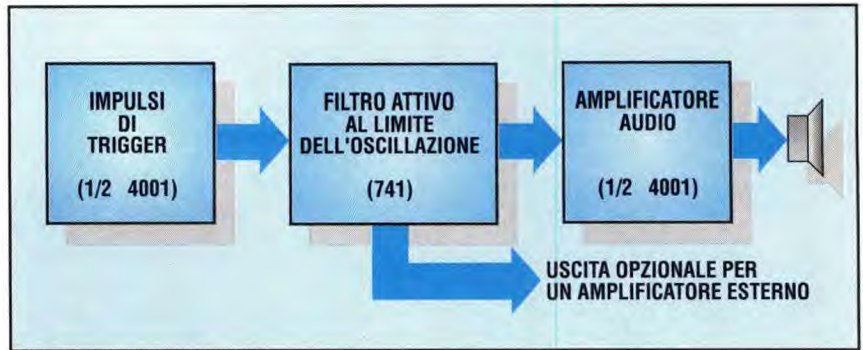 IMPULSI
DI
TRIGGER
(1/2 4001)
FILTRO ATTIVO
AL LIMITE
DELL'OSCILLAZIONE
(741)
AMPLIFICATORE
AUDIO
(1/2 4001)
USCITA OPZIONALE PER
UN AMPLIFICATORE ESTERNO